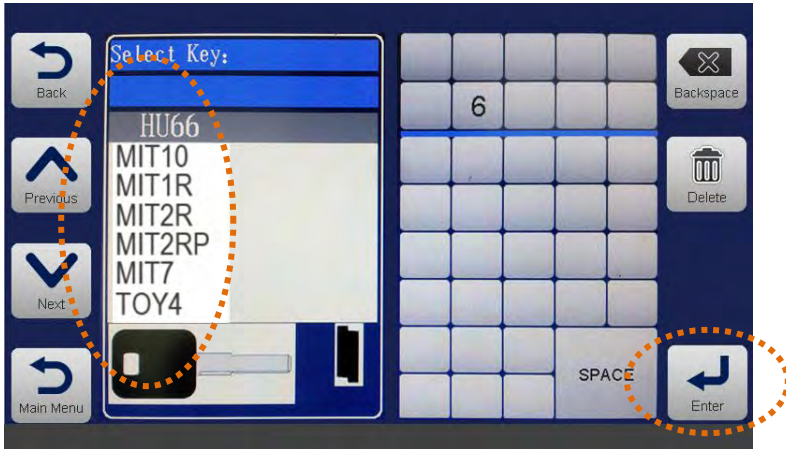 Back
Previous
Next
Main Menu
Select Key:
HU66
MIT10
MIT1R
MIT2R
MIT2RP
MIT7
TOY4
6
SPACE
Backspace
Delete
Enter